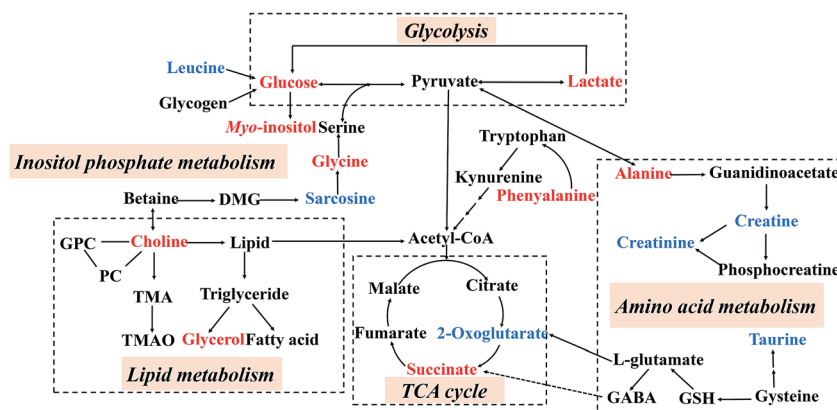 Glycolysis
Leucine
Glucose
Pyruvate
Lactate
Glycogen
Myo-inositol Serine
Tryptophan
Inositol phosphate metabolism
Glycine
Kynurenine
Alanine
Guanidinoacetate
Betaine
DMG
Sarcosine
Phenyalanine
GPC
Choline
Lipid
Acetyl-CoA
Creatinine
Creatine
PC
Phosphocreatine
TMA
Triglyceride
Malate
Citrate
Amino acid metabolism
TMAO
Glycerol Fatty acid
Fumarate
2-Oxoglutarate
Taurine
Lipid metabolism
Succinate
L-glutamate
TCA cycle
GABA
GSH
Gysteine